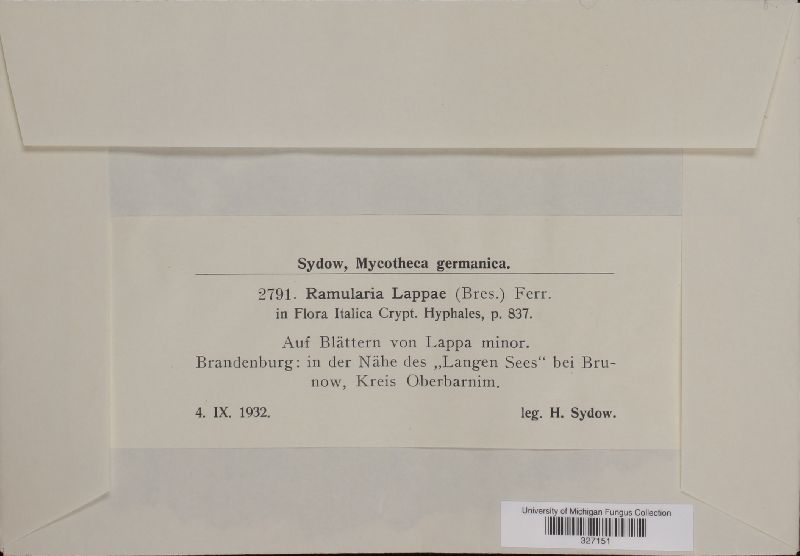 Sydow, Mycotheca germanica.
2791. Ramularia Lappae (Bres.) Ferr.
in Flora Italica Crypt. Hyphales, p. 837.
Auf Blättern von Lappa minor.
Brandenburg: in der Nähe des „Langen Sees“ bei Bru-
now, Kreis Oberbarnim.
4. IX. 1932. leg. H. Sydow.
University of Michigan Fungus Collection
327151